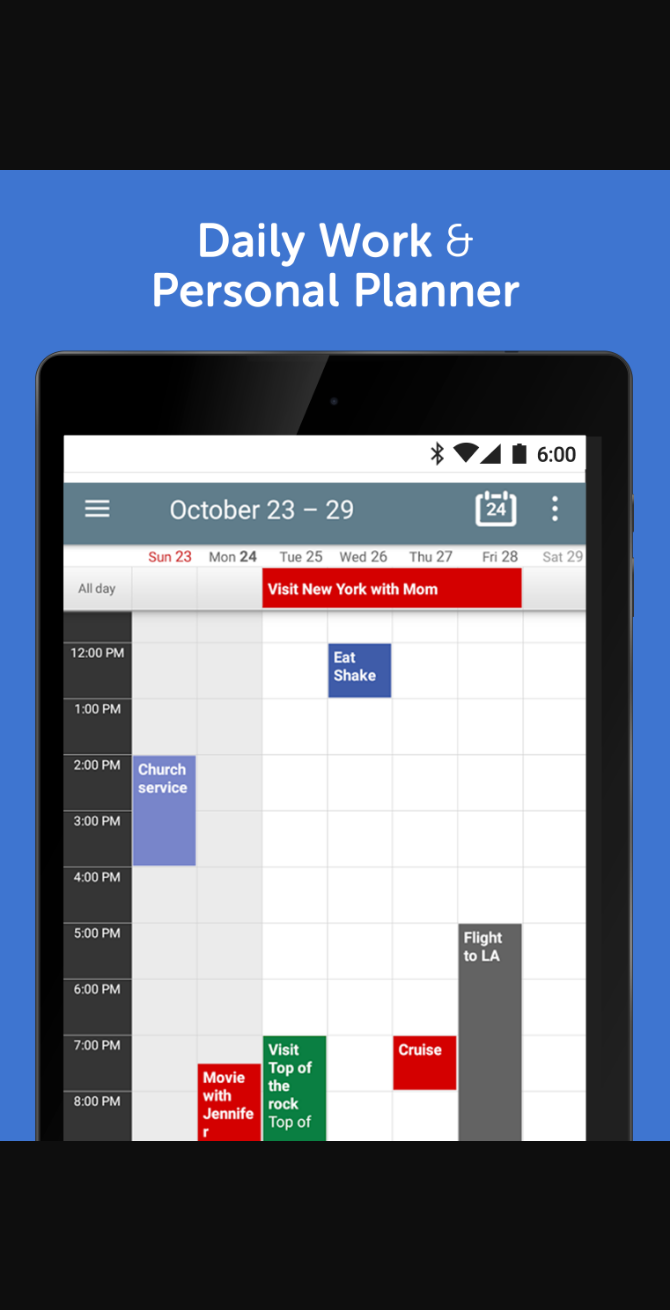 Daily Work &
Personal Planner
6:00
October 23 – 29
24
Sun 23 Mon 24 Tue 25 Wed 26 Thu 27 Fri 28 Sat 29
All day
Visit New York with Mom
12:00 PM
Eat
Shake
1:00 PM
2:00 PM
Church
service
3:00 PM
4:00 PM
5:00 PM
Flight
to LA
6:00 PM
7:00 PM
Visit
Top of
the
rock
Top of
Cruise
Movie
with
Jennife
r
8:00 PM